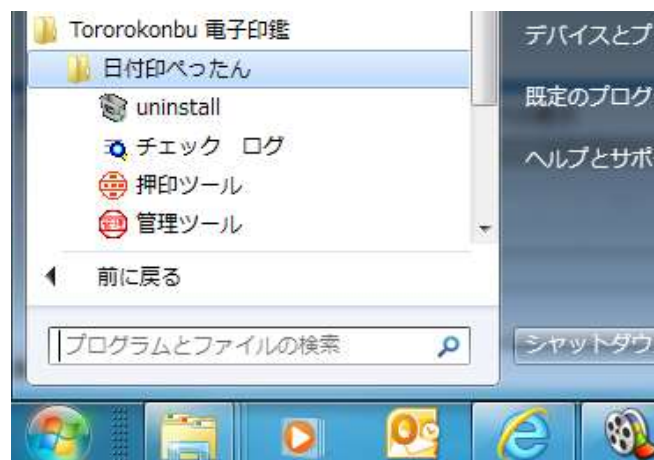 Tororokonbu 電子印鑑
日付印ぺったん
uninstall
チェック　ログ
押印ツール
管理ツール
前に戻る
プログラムとファイルの検索
デバイスとプ
既定のプログ
ヘルプとサポ
シャットダウ